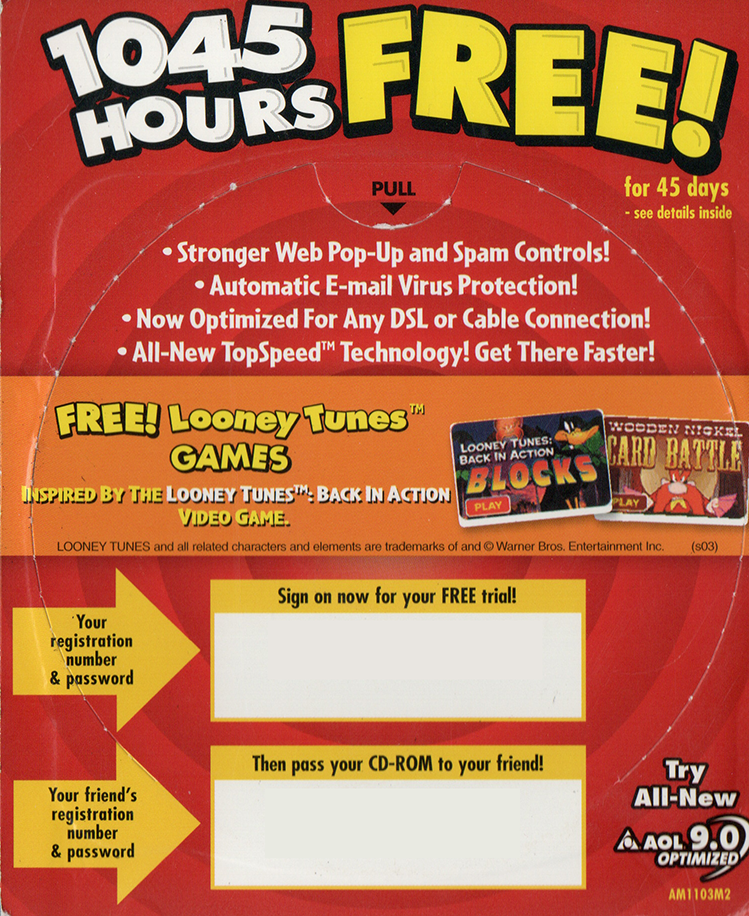 1045
HOURS
FREE!
for 45 days
- see details inside
PULL
• Stronger Web Pop-Up and Spam Controls!
• Automatic E-mail Virus Protection!
• Now Optimized For Any DSL or Cable Connection!
• All-New TopSpeed™ Technology! Get There Faster!
FREE! Looney Tunes™
GAMES
INSPIRED BY THE LOONEY TUNES™: BACK IN ACTION
VIDEO GAME.
LOONEY TUNES:
BACK IN ACTION
BLOCKS
PLAY
WOODEN NICKEL
CARD BATTLE
PLAY
LOONEY TUNES and all related characters and elements are trademarks of and © Warner Bros. Entertainment Inc. (s03)
Your
registration
number
& password
Sign on now for your FREE trial!
Your friend's
registration
number
& password
Then pass your CD-ROM to your friend!
Try
All-New
AOL 9.0
OPTIMIZED
AM1103M2